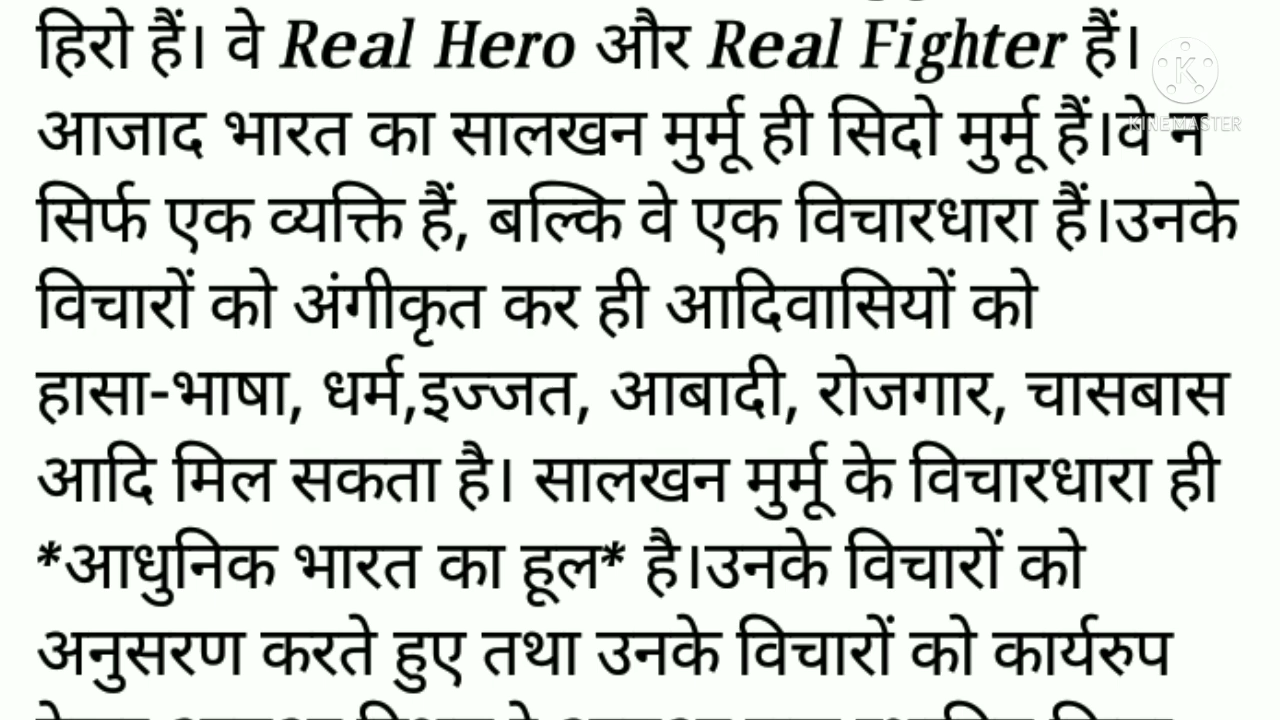 हिरो हैं। वे Real Hero और Real Fighter हैं।
आजाद भारत का सालखन मुर्मू ही सिदो मुर्मू हैं।वे न
सिर्फ एक व्यक्ति हैं, बल्कि वे एक विचारधारा हैं।उनके
विचारों को अंगीकृत कर ही आदिवासियों को
हासा-भाषा, धर्म,इज्जत, आबादी, रोजगार, चासबास
आदि मिल सकता है। सालखन मुर्मू के विचारधारा ही
*आधुनिक भारत का हूल* है।उनके विचारों को
अनुसरण करते हुए तथा उनके विचारों को कार्यरुप
K
KINEMASTER